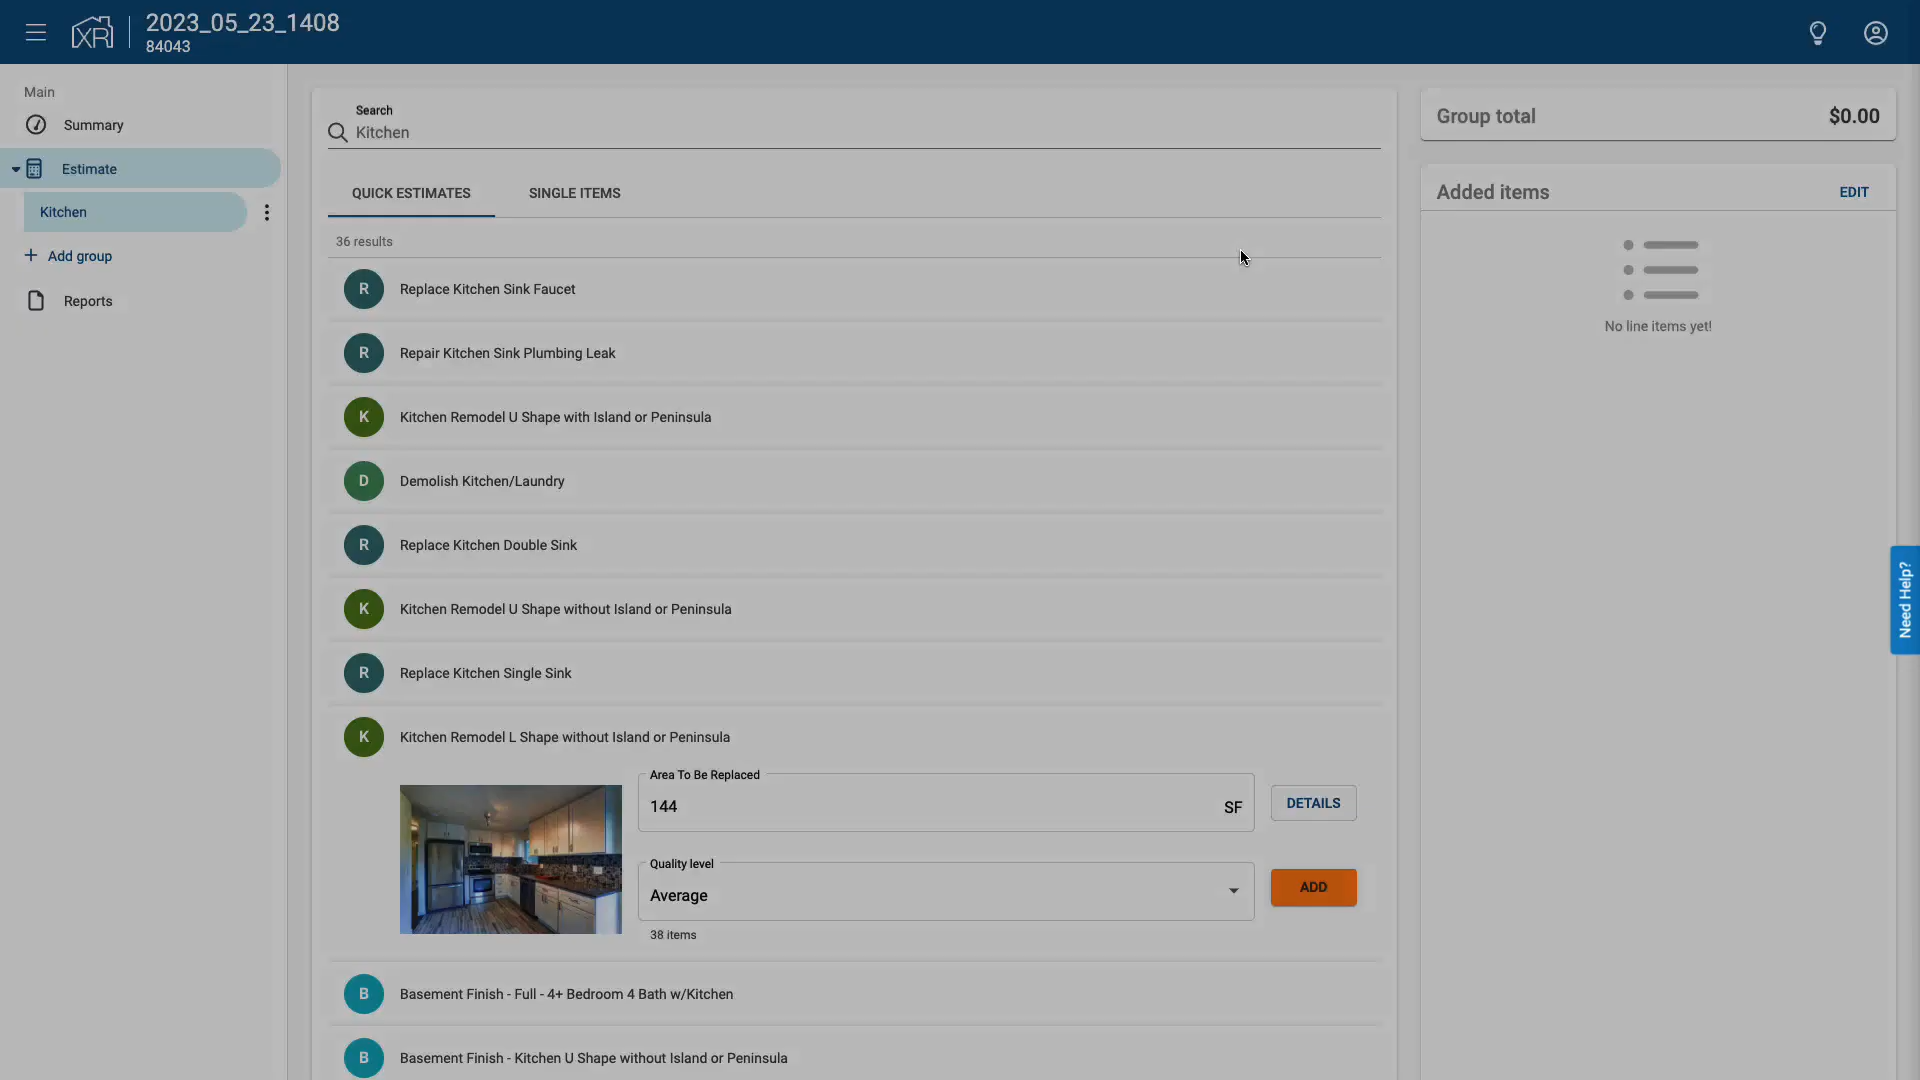 XR
2023_05_23_1408
84043
Main
Summary
Estimate
Kitchen
Add group
Reports
Search
Kitchen
QUICK ESTIMATES
SINGLE ITEMS
36 results
R Replace Kitchen Sink Faucet
R Repair Kitchen Sink Plumbing Leak
K Kitchen Remodel U Shape with Island or Peninsula
D Demolish Kitchen/Laundry
R Replace Kitchen Double Sink
K Kitchen Remodel U Shape without Island or Peninsula
R Replace Kitchen Single Sink
K Kitchen Remodel L Shape without Island or Peninsula
Area To Be Replaced
144 SF
DETAILS
Quality level
Average
ADD
38 items
B Basement Finish - Full - 4+ Bedroom 4 Bath w/Kitchen
B Basement Finish - Kitchen U Shape without Island or Peninsula
Group total $0.00
Added items EDIT
No line items yet!
Need Help?